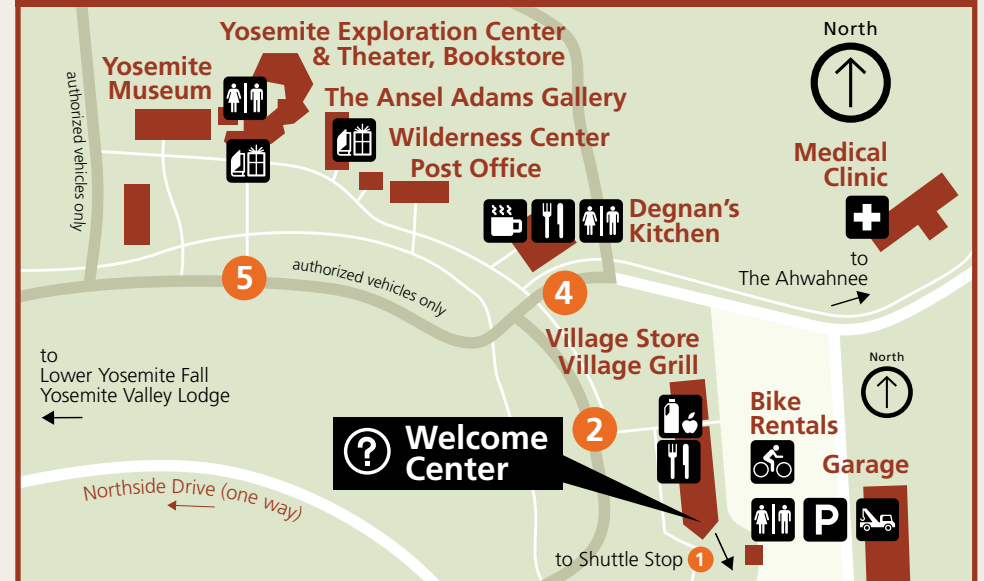 Yosemite Exploration Center
& Theater, Bookstore
North
Yosemite
Museum
authorized vehicles only
The Ansel Adams Gallery
Wilderness Center
Post Office
Medical
Clinic
Degnan's
Kitchen
to
The Ahwahnee
5
authorized vehicles only
4
Village Store
Village Grill
to
Lower Yosemite Fall
Yosemite Valley Lodge
North
Bike
Rentals
2
? Welcome
Center
Garage
Northside Drive (one way)
P
to Shuttle Stop 1